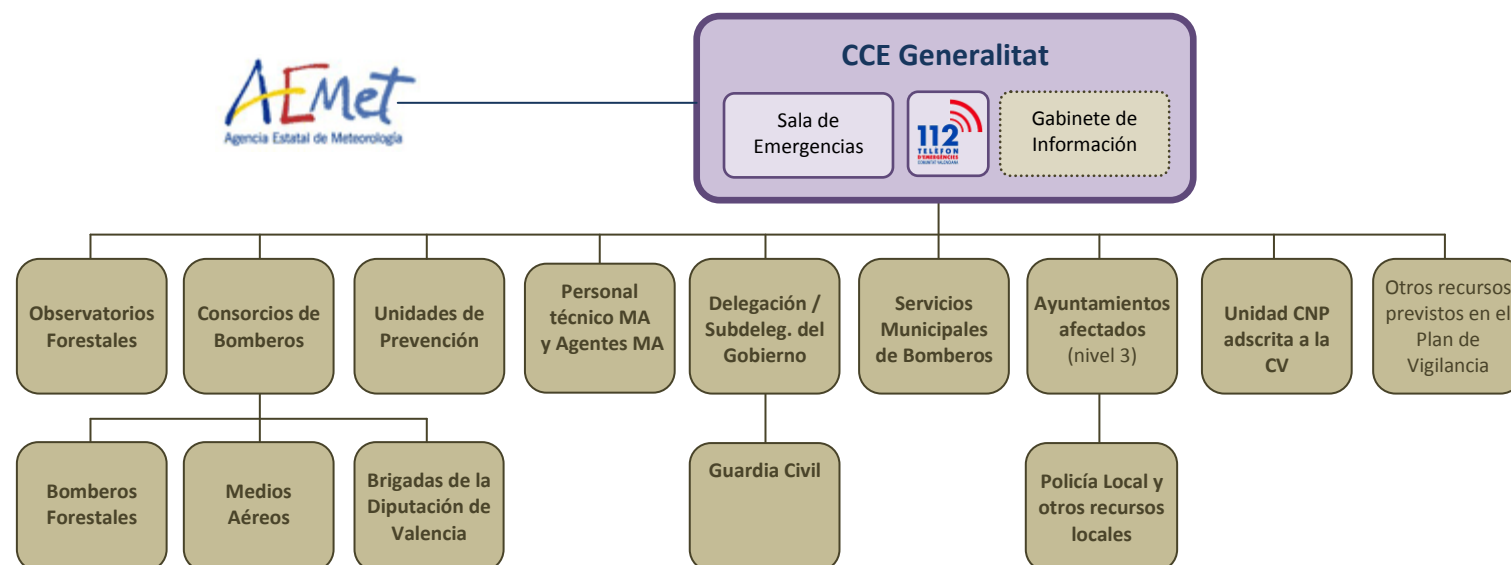 CCE Generalitat
AEMet
Agencia Estatal de Meteorología
Sala de
Emergencias
112
TELEFON
D'EMERGÈNCIES
COMUNITAT VALENCIANA
Gabinete de
Información
Observatorios
Forestales
Consorcios de
Bomberos
Unidades de
Prevención
Personal
técnico MA
y Agentes MA
Delegación /
Subdeleg. del
Gobierno
Servicios
Municipales
de Bomberos
Ayuntamientos
afectados
(nivel 3)
Unidad CNP
adscrita a la
CV
Otros recursos
previstos en el
Plan de
Vigilancia
Bomberos
Forestales
Medios
Aéreos
Brigadas de la
Diputación de
Valencia
Guardia Civil
Policía Local y
otros recursos
locales